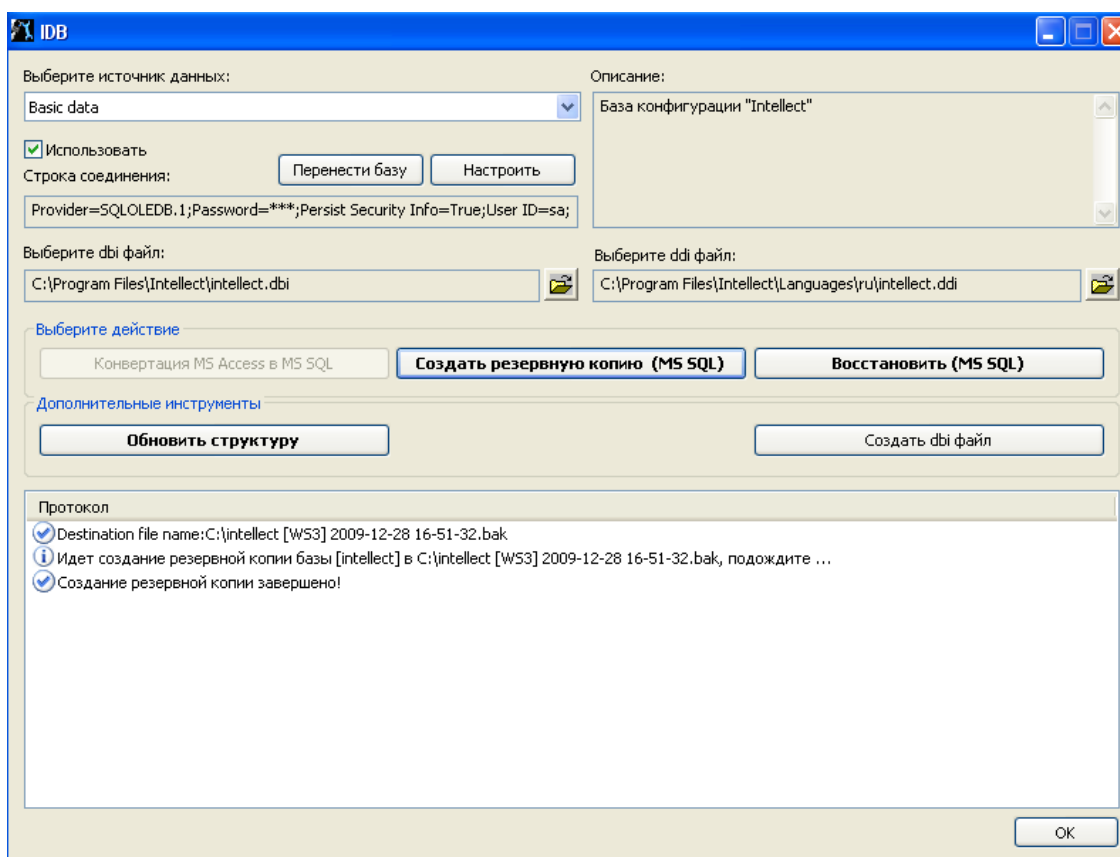 IDB
Выберите источник данных:
Описание:
Basic data
База конфигурации "Intellect"
Использовать
Строка соединения:
Перенести базу
Настроить
Provider=SQLOLEDB.1;Password=***;Persist Security Info=True;User ID=sa;
Выберите dbi файл:
Выберите ddi файл:
C:\Program Files\Intellect\intellect.dbi
C:\Program Files\Intellect\Languages\ru\intellect.ddi
Выберите действие
Конвертация MS Access в MS SQL
Создать резервную копию (MS SQL)
Восстановить (MS SQL)
Дополнительные инструменты
Обновить структуру
Создать dbi файл
Протокол
Destination file name:C:\intellect [WS3] 2009-12-28 16-51-32.bak
Идет создание резервной копии базы [intellect] в C:\intellect [WS3] 2009-12-28 16-51-32.bak, подождите ...
Создание резервной копии завершено!
OK